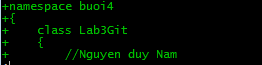 +namespace buoi4
+{
+    class Lab3Git
+    {
+        //Nguyen duy Nam